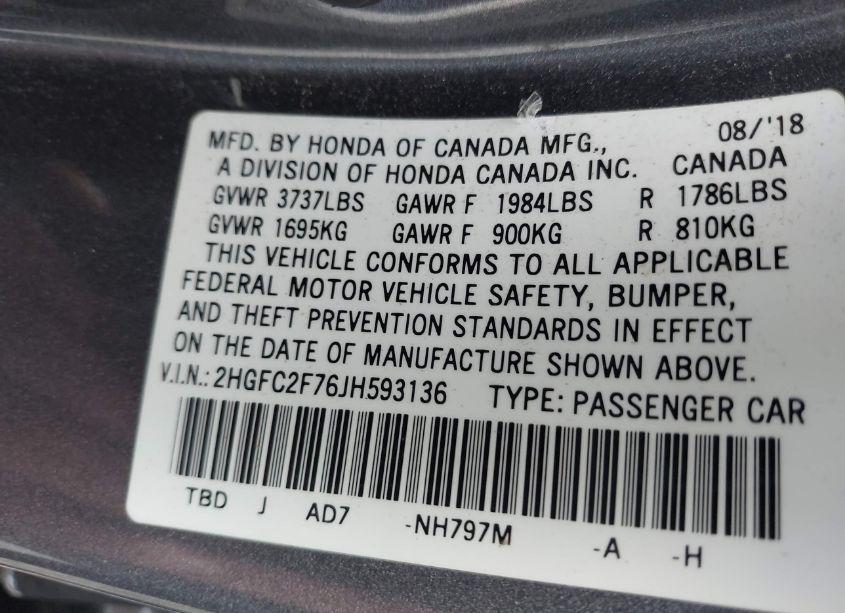 MFD. BY HONDA OF CANADA MFG., 08/'18
A DIVISION OF HONDA CANADA INC. CANADA
GVWR 3737LBS GAWR F 1984LBS R 1786LBS
GVWR 1695KG GAWR F 900KG R 810KG
THIS VEHICLE CONFORMS TO ALL APPLICABLE
FEDERAL MOTOR VEHICLE SAFETY, BUMPER,
AND THEFT PREVENTION STANDARDS IN EFFECT
ON THE DATE OF MANUFACTURE SHOWN ABOVE.
V.I.N.: 2HGFC2F76JH593136 TYPE: PASSENGER CAR
TBD J AD7 -NH797M -A -H